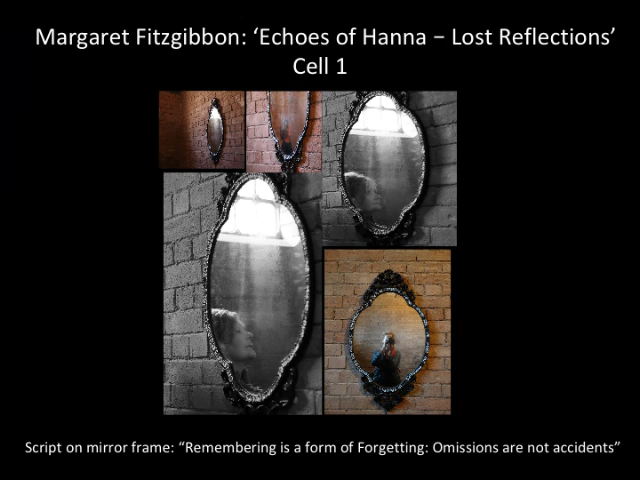 Margaret Fitzgibbon: ‘Echoes of Hanna – Lost Reflections’
Cell 1
Script on mirror frame: “Remembering is a form of Forgetting: Omissions are not accidents”